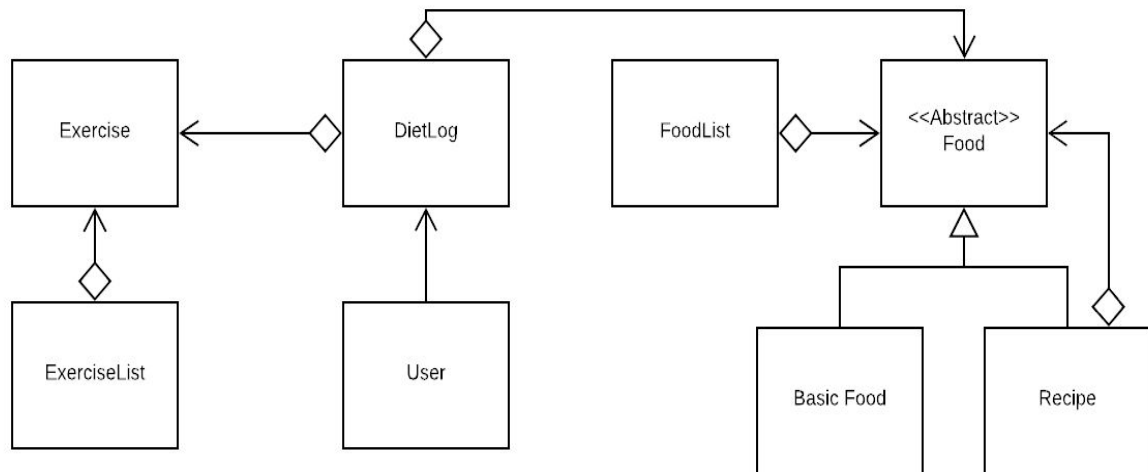 Exercise
DietLog
FoodList
<<Abstract>>
Food
ExerciseList
User
Basic Food
Recipe